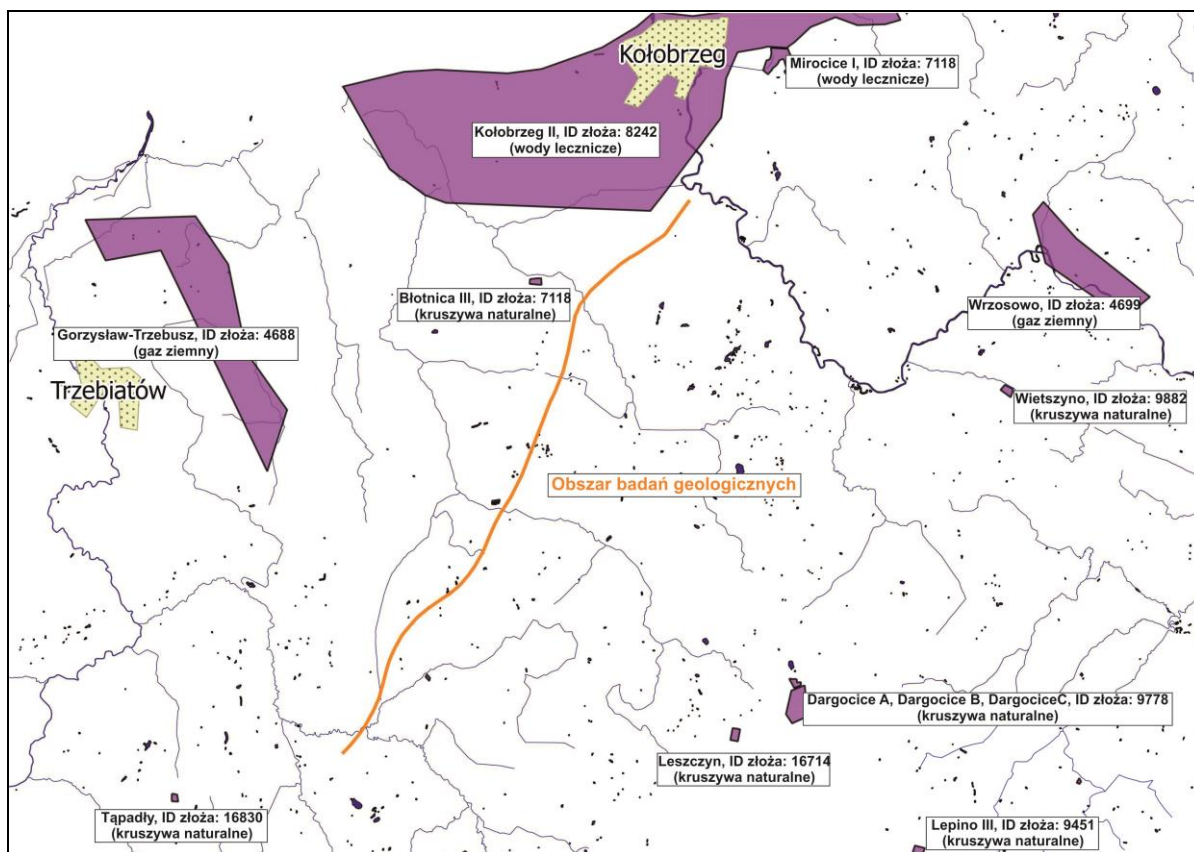 Kołobrzeg
Mirocice I, ID złoża: 7118
(wody lecznicze)
Kołobrzeg II, ID złoża: 8242
(wody lecznicze)
Błotnica III, ID złoża: 7118
(kruszywa naturalne)
Wrzosowo, ID złoża: 4699
(gaz ziemny)
Gorzysław-Trzebusz, ID złoża: 4688
(gaz ziemny)
Trzebiatów
Wietszyno, ID złoża: 9882
(kruszywa naturalne)
Obszar badań geologicznych
Dargocice A, Dargocice B, DargociceC, ID złoża: 9778
(kruszywa naturalne)
Leszczyn, ID złoża: 16714
(kruszywa naturalne)
Tąpadły, ID złoża: 16830
(kruszywa naturalne)
Lepino III, ID złoża: 9451
(kruszywa naturalne)